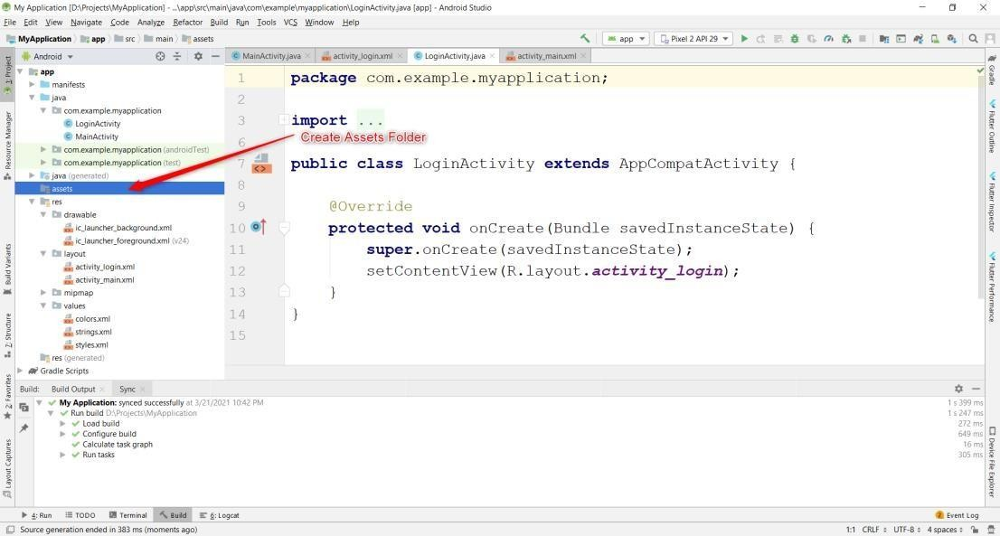 My Application [D:\Projects\MyApplication] - ...\app\src\main\java\com\example\myapplication\LoginActivity.java [app] - Android Studio
File Edit View Navigate Code Analyze Refactor Build Run Tools VCS Window Help
MyApplication app src main assets
app Pixel 2 API 29
Android
MainActivity.java activity_login.xml LoginActivity.java activity_main.xml
1: Project
Resource Manager
Build Variants
7: Structure
2: Favorites
Layout Captures
app
manifests
java
com.example.myapplication
LoginActivity
MainActivity
com.example.myapplication (androidTest)
com.example.myapplication (test)
java (generated)
assets
res
drawable
ic_launcher_background.xml
ic_launcher_foreground.xml (v24)
layout
activity_login.xml
activity_main.xml
mipmap
values
colors.xml
strings.xml
styles.xml
res (generated)
Gradle Scripts
1 package com.example.myapplication;
2
3 import ...
6
Create Assets Folder
7 public class LoginActivity extends AppCompatActivity {
8
9 @Override
10 protected void onCreate(Bundle savedInstanceState) {
11 super.onCreate(savedInstanceState);
12 setContentView(R.layout.activity_login);
13 }
14 }
15
Gradle
Flutter Outline
Flutter Inspector
Flutter Performance
Device File Explorer
Build: Build Output Sync
My Application: synced successfully at 3/21/2021 10:42 PM 1 s 399 ms
Run build D:\Projects\MyApplication 1 s 247 ms
Load build 272 ms
Configure build 649 ms
Calculate task graph 16 ms
Run tasks 305 ms
4: Run TODO Terminal Build 6: Logcat Event Log
Source generation ended in 383 ms (moments ago) 1:1 CRLF UTF-8 4 spaces